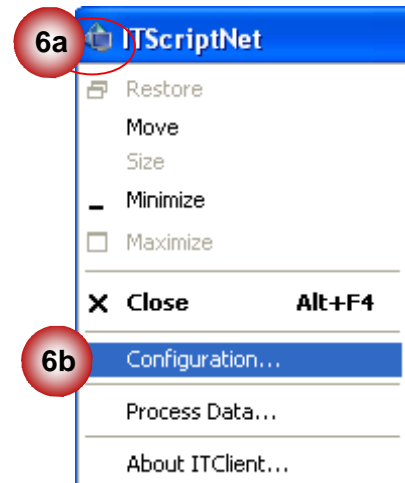 6a ITScriptNet
Restore
Move
Size
Minimize
Maximize
Close Alt+F4
6b Configuration...
Process Data...
About ITClient...